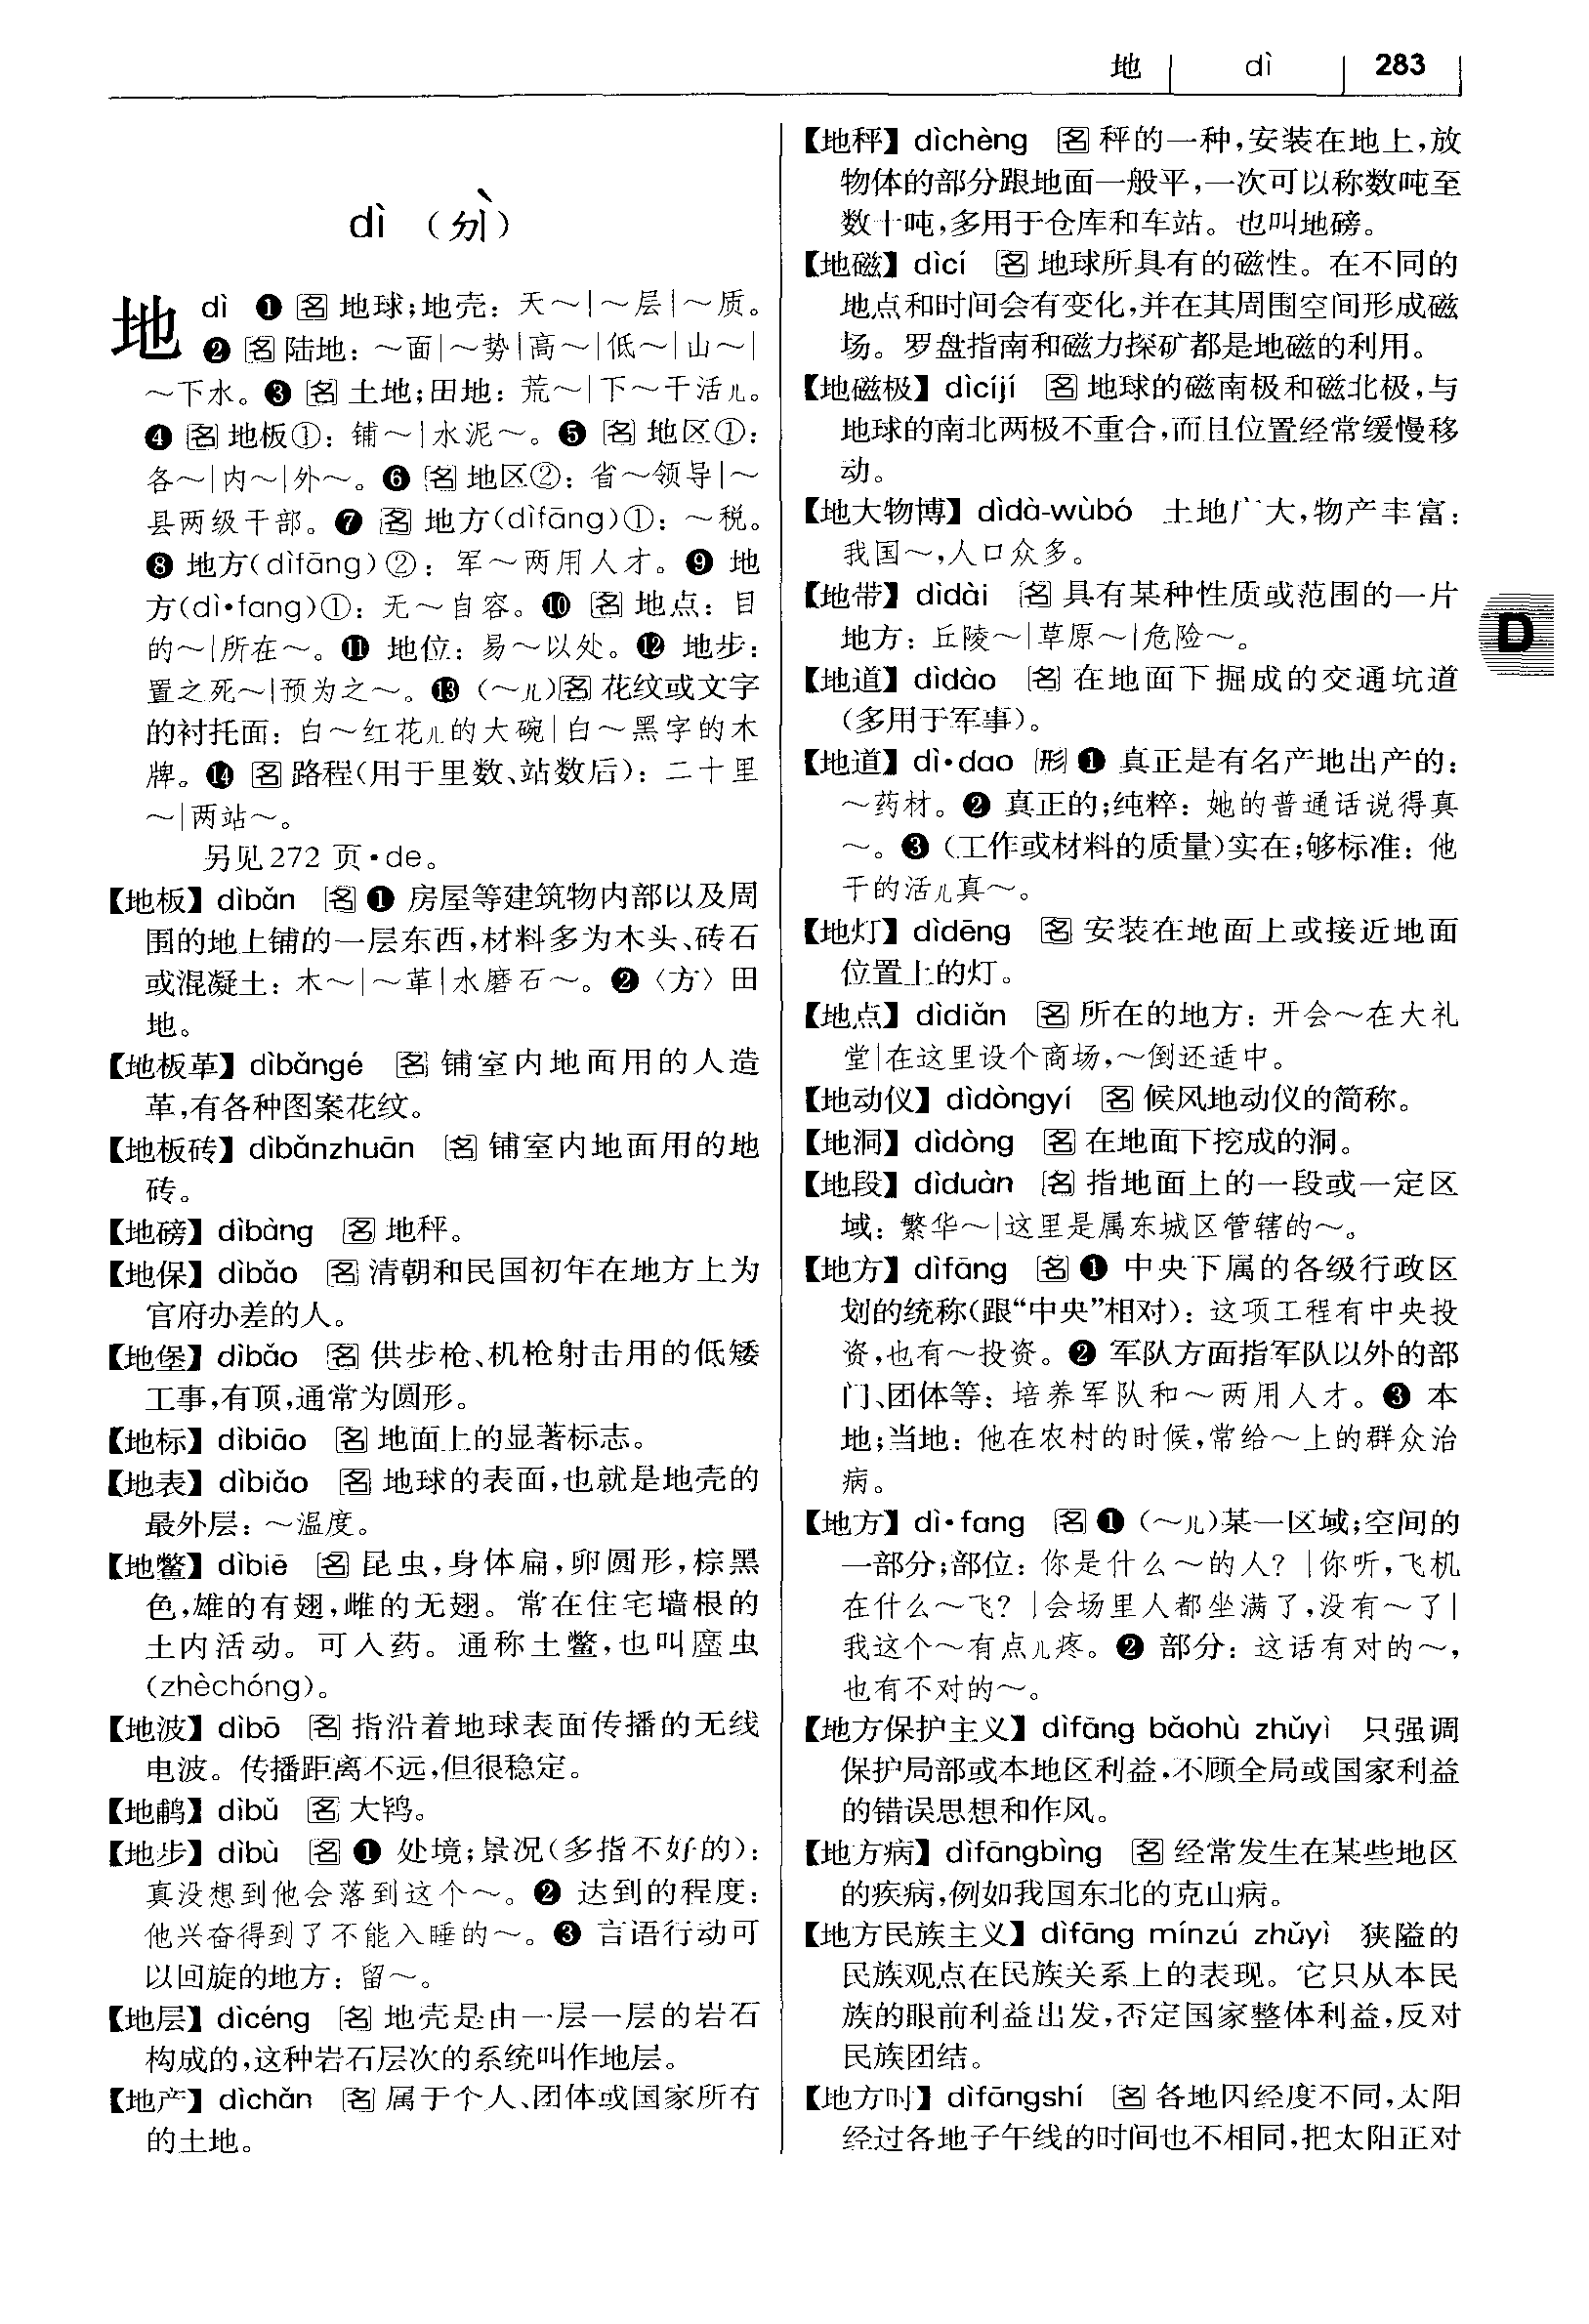 地 dì 283
dì （ㄉㄧˋ）
地 dì ❶ 名 地球；地壳：天～｜～层｜～质。
❷ 名 陆地：～面｜～势｜高～｜低～｜山～｜
～下水。❸ 名 土地；田地：荒～｜下～干活儿。
❹ 名 地板①：铺～｜水泥～。❺ 名 地区①：
各～｜内～｜外～。❻ 名 地区②：省～领导｜～
县两级干部。❼ 名 地方（dìfāng）①：～税。
❽ 地方（dìfāng）②：军～两用人才。❾ 地
方（dì·fang）①：无～自容。❿ 名 地点：目
的～｜所在～。⓫ 地位：易～以处。⓬ 地步：
置之死～｜预为之～。⓭（～儿）名 花纹或文字
的衬托面：白～红花儿的大碗｜白～黑字的木
牌。⓮ 名 路程（用于里数、站数后）：二十里
～｜两站～。
另见272 页·de。
【地板】dìbǎn 名 ❶ 房屋等建筑物内部以及周
围的地上铺的一层东西，材料多为木头、砖石
或混凝土：木～｜～革｜水磨石～。❷〈方〉田
地。
【地板革】dìbǎngé 名 铺室内地面用的人造
革，有各种图案花纹。
【地板砖】dìbǎnzhuān 名 铺室内地面用的地
砖。
【地磅】dìbàng 名 地秤。
【地保】dìbǎo 名 清朝和民国初年在地方上为
官府办差的人。
【地堡】dìbǎo 名 供步枪、机枪射击用的低矮
工事，有顶，通常为圆形。
【地标】dìbiāo 名 地面上的显著标志。
【地表】dìbiǎo 名 地球的表面，也就是地壳的
最外层：～温度。
【地鳖】dìbiē 名 昆虫，身体扁，卵圆形，棕黑
色，雄的有翅，雌的无翅。常在住宅墙根的
土内活动。可入药。通称土鳖，也叫䗪虫
（zhèchóng）。
【地波】dìbō 名 指沿着地球表面传播的无线
电波。传播距离不远，但很稳定。
【地鵏】dìbǔ 名 大鸨。
【地步】dìbù 名 ❶ 处境；景况（多指不好的）：
真没想到他会落到这个～。❷ 达到的程度：
他兴奋得到了不能入睡的～。❸ 言语行动可
以回旋的地方：留～。
【地层】dìcéng 名 地壳是由一层一层的岩石
构成的，这种岩石层次的系统叫作地层。
【地产】dìchǎn 名 属于个人、团体或国家所有
的土地。
【地秤】dìchèng 名 秤的一种，安装在地上，放
物体的部分跟地面一般平，一次可以称数吨至
数十吨，多用于仓库和车站。也叫地磅。
【地磁】dìcí 名 地球所具有的磁性。在不同的
地点和时间会有变化，并在其周围空间形成磁
场。罗盘指南和磁力探矿都是地磁的利用。
【地磁极】dìcíjí 名 地球的磁南极和磁北极，与
地球的南北两极不重合，而且位置经常缓慢移
动。
【地大物博】dìdà-wùbó 土地广大，物产丰富：
我国～，人口众多。
【地带】dìdài 名 具有某种性质或范围的一片
地方：丘陵～｜草原～｜危险～。
【地道】dìdào 名 在地面下掘成的交通坑道
（多用于军事）。
【地道】dì·dao 形 ❶ 真正是有名产地出产的：
～药材。❷ 真正的；纯粹：她的普通话说得真
～。❸（工作或材料的质量）实在；够标准：他
干的活儿真～。
【地灯】dìdēng 名 安装在地面上或接近地面
位置上的灯。
【地点】dìdiǎn 名 所在的地方：开会～在大礼
堂｜在这里设个商场，～倒还适中。
【地动仪】dìdòngyí 名 候风地动仪的简称。
【地洞】dìdòng 名 在地面下挖成的洞。
【地段】dìduàn 名 指地面上的一段或一定区
域：繁华～｜这里是属东城区管辖的～。
【地方】dìfāng 名 ❶ 中央下属的各级行政区
划的统称（跟“中央”相对）：这项工程有中央投
资，也有～投资。❷ 军队方面指军队以外的部
门、团体等：培养军队和～两用人才。❸ 本
地；当地：他在农村的时候，常给～上的群众治
病。
【地方】dì·fang 名 ❶（～儿）某一区域；空间的
一部分；部位：你是什么～的人？｜你听，飞机
在什么～飞？｜会场里人都坐满了，没有～了｜
我这个～有点儿疼。❷ 部分：这话有对的～，
也有不对的～。
【地方保护主义】dìfāng bǎohù zhǔyì 只强调
保护局部或本地区利益，不顾全局或国家利益
的错误思想和作风。
【地方病】dìfāngbìng 名 经常发生在某些地区
的疾病，例如我国东北的克山病。
【地方民族主义】dìfāng mínzú zhǔyì 狭隘的
民族观点在民族关系上的表现。它只从本民
族的眼前利益出发，否定国家整体利益，反对
民族团结。
【地方时】dìfāngshí 名 各地因经度不同，太阳
经过各地子午线的时间也不相同，把太阳正对
D